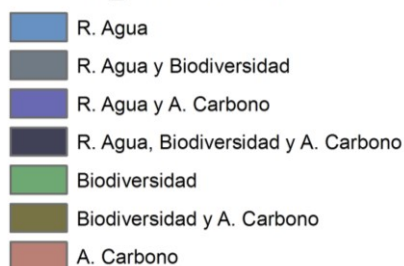 R. Agua
R. Agua y Biodiversidad
R. Agua y A. Carbono
R. Agua, Biodiversidad y A. Carbono
Biodiversidad
Biodiversidad y A. Carbono
A. Carbono